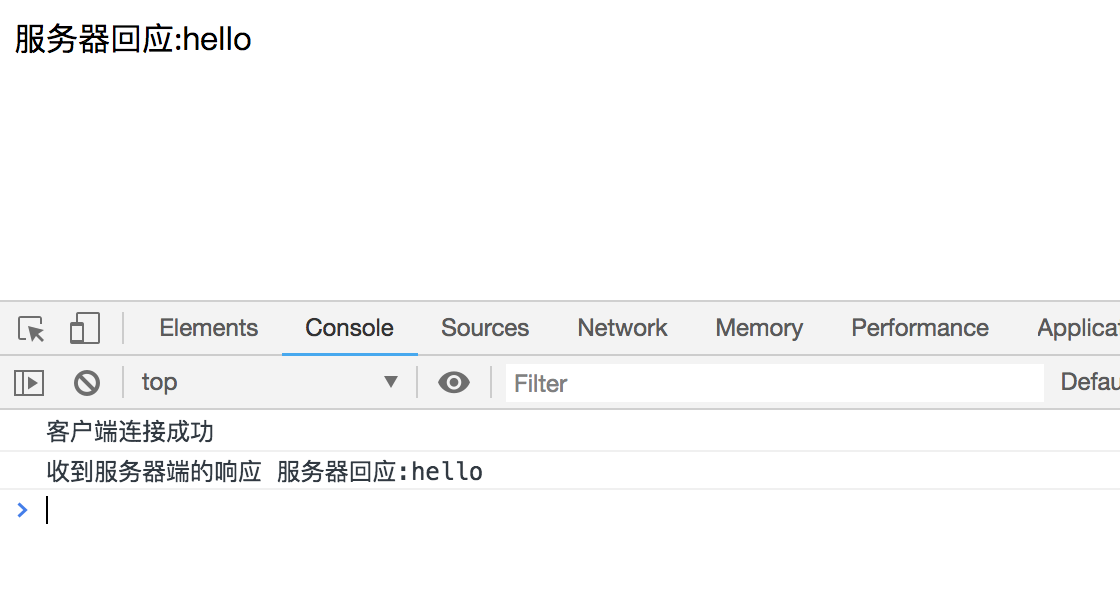 服务器回应:hello
Elements Console Sources Network Memory Performance Applicat
top Filter Defau
客户端连接成功
收到服务器端的响应 服务器回应:hello